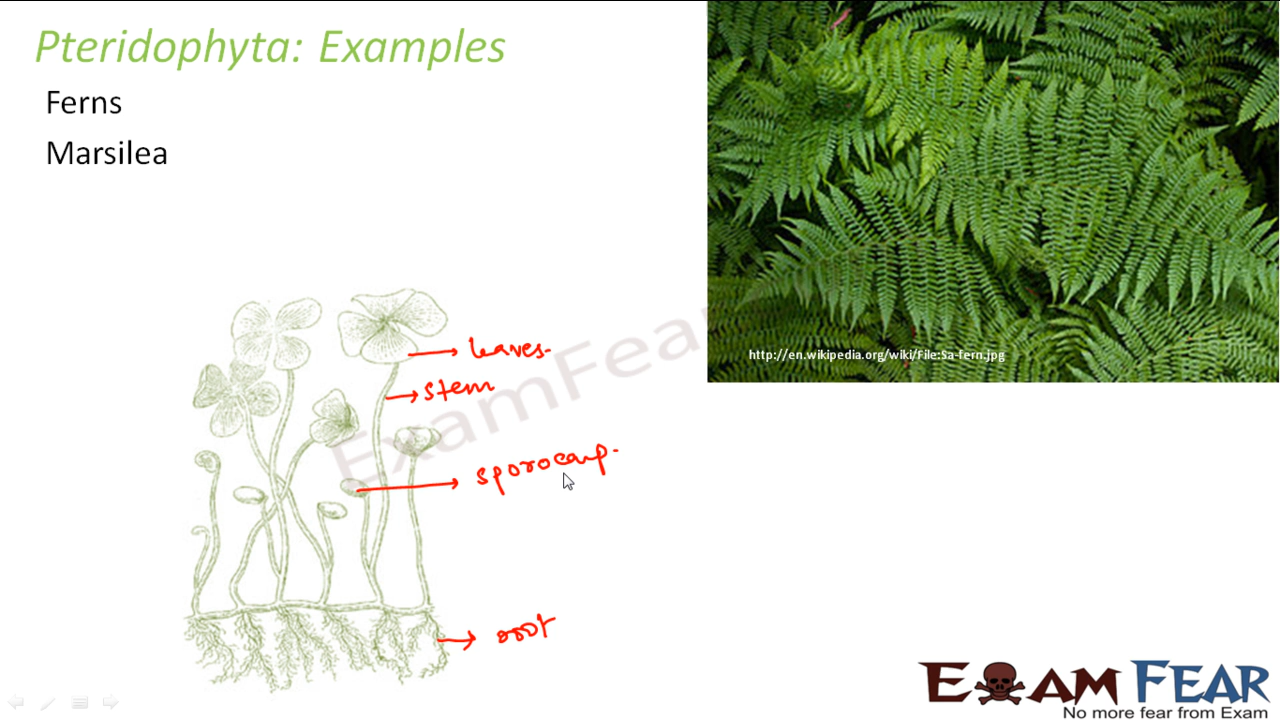 Pteridophyta: Examples
Ferns
Marsilea
http://en.wikipedia.org/wiki/File:Sa-fern.jpg
leaves
stem
sporocarp
root
ExamFear
EXAM FEAR
No more fear from Exam